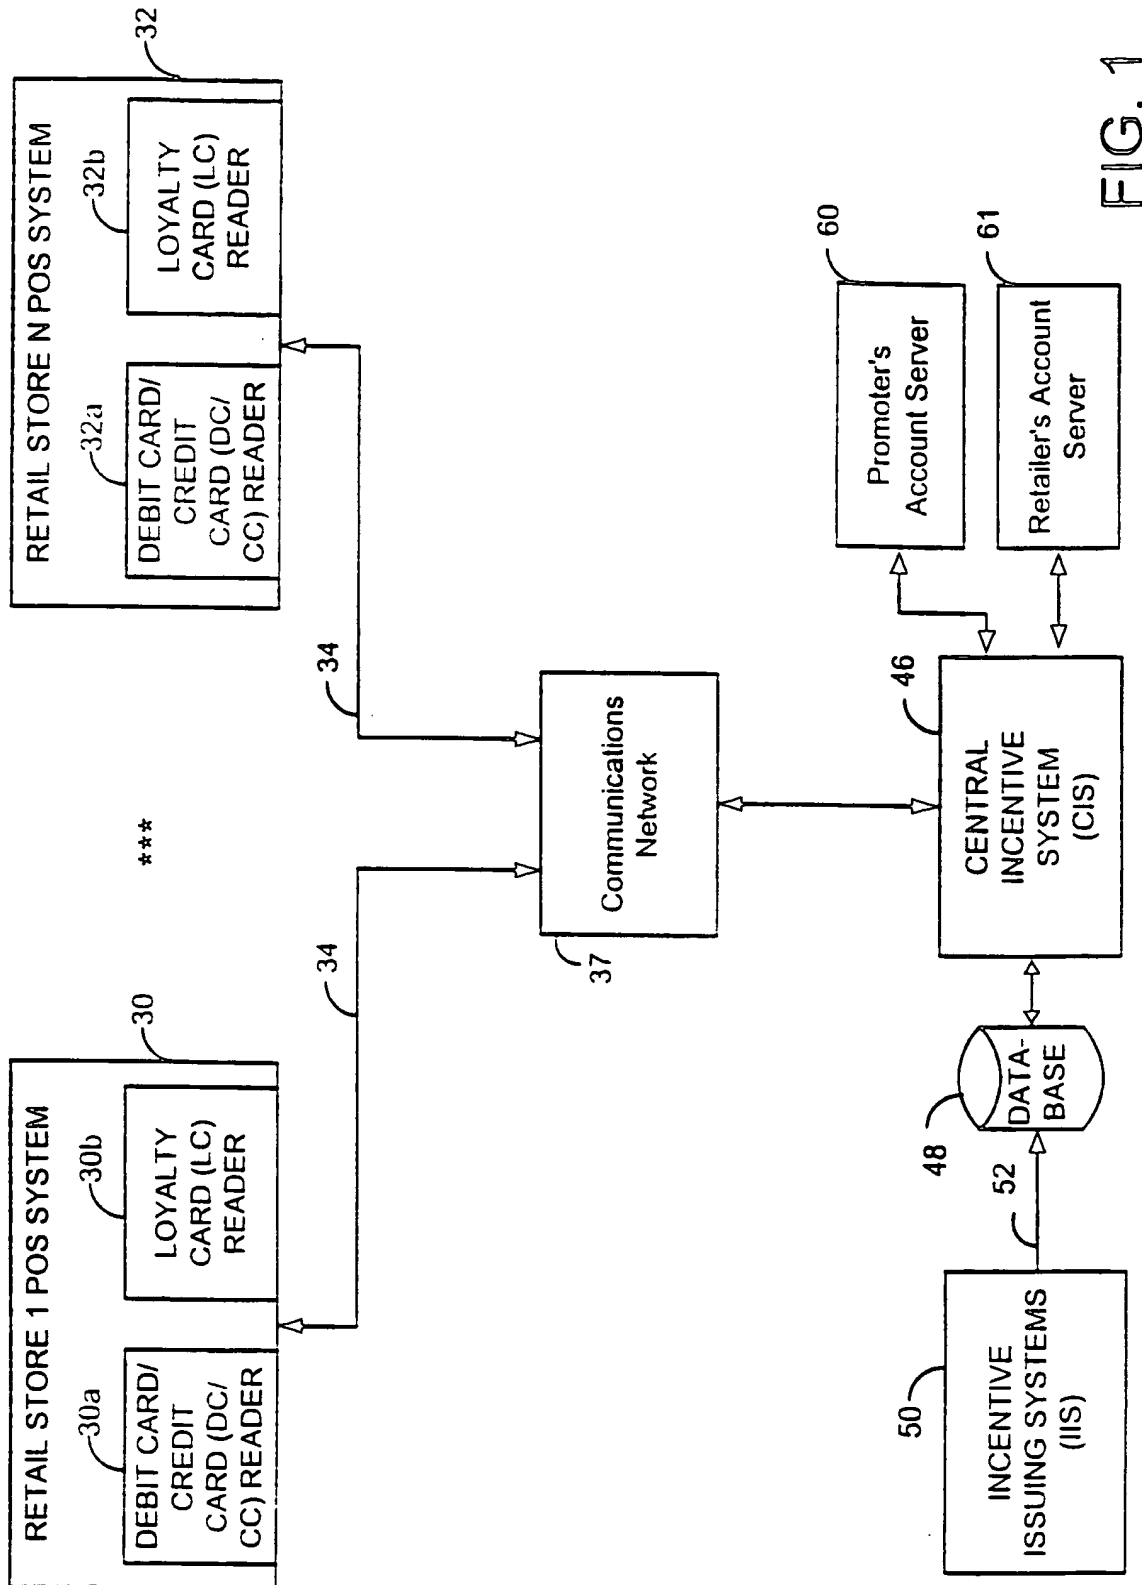 RETAIL STORE 1 POS SYSTEM
30
30a
30b
DEBIT CARD/
CREDIT
CARD (DC/
CC) READER
LOYALTY
CARD (LC)
READER
***
RETAIL STORE N POS SYSTEM
32
32a
32b
DEBIT CARD/
CREDIT
CARD (DC/
CC) READER
LOYALTY
CARD (LC)
READER
34
34
37
Communications
Network
50
INCENTIVE
ISSUING SYSTEMS
(IIS)
52
48
DATA-
BASE
46
CENTRAL
INCENTIVE
SYSTEM
(CIS)
60
Promoter's
Account Server
61
Retailer's Account
Server
FIG. 1